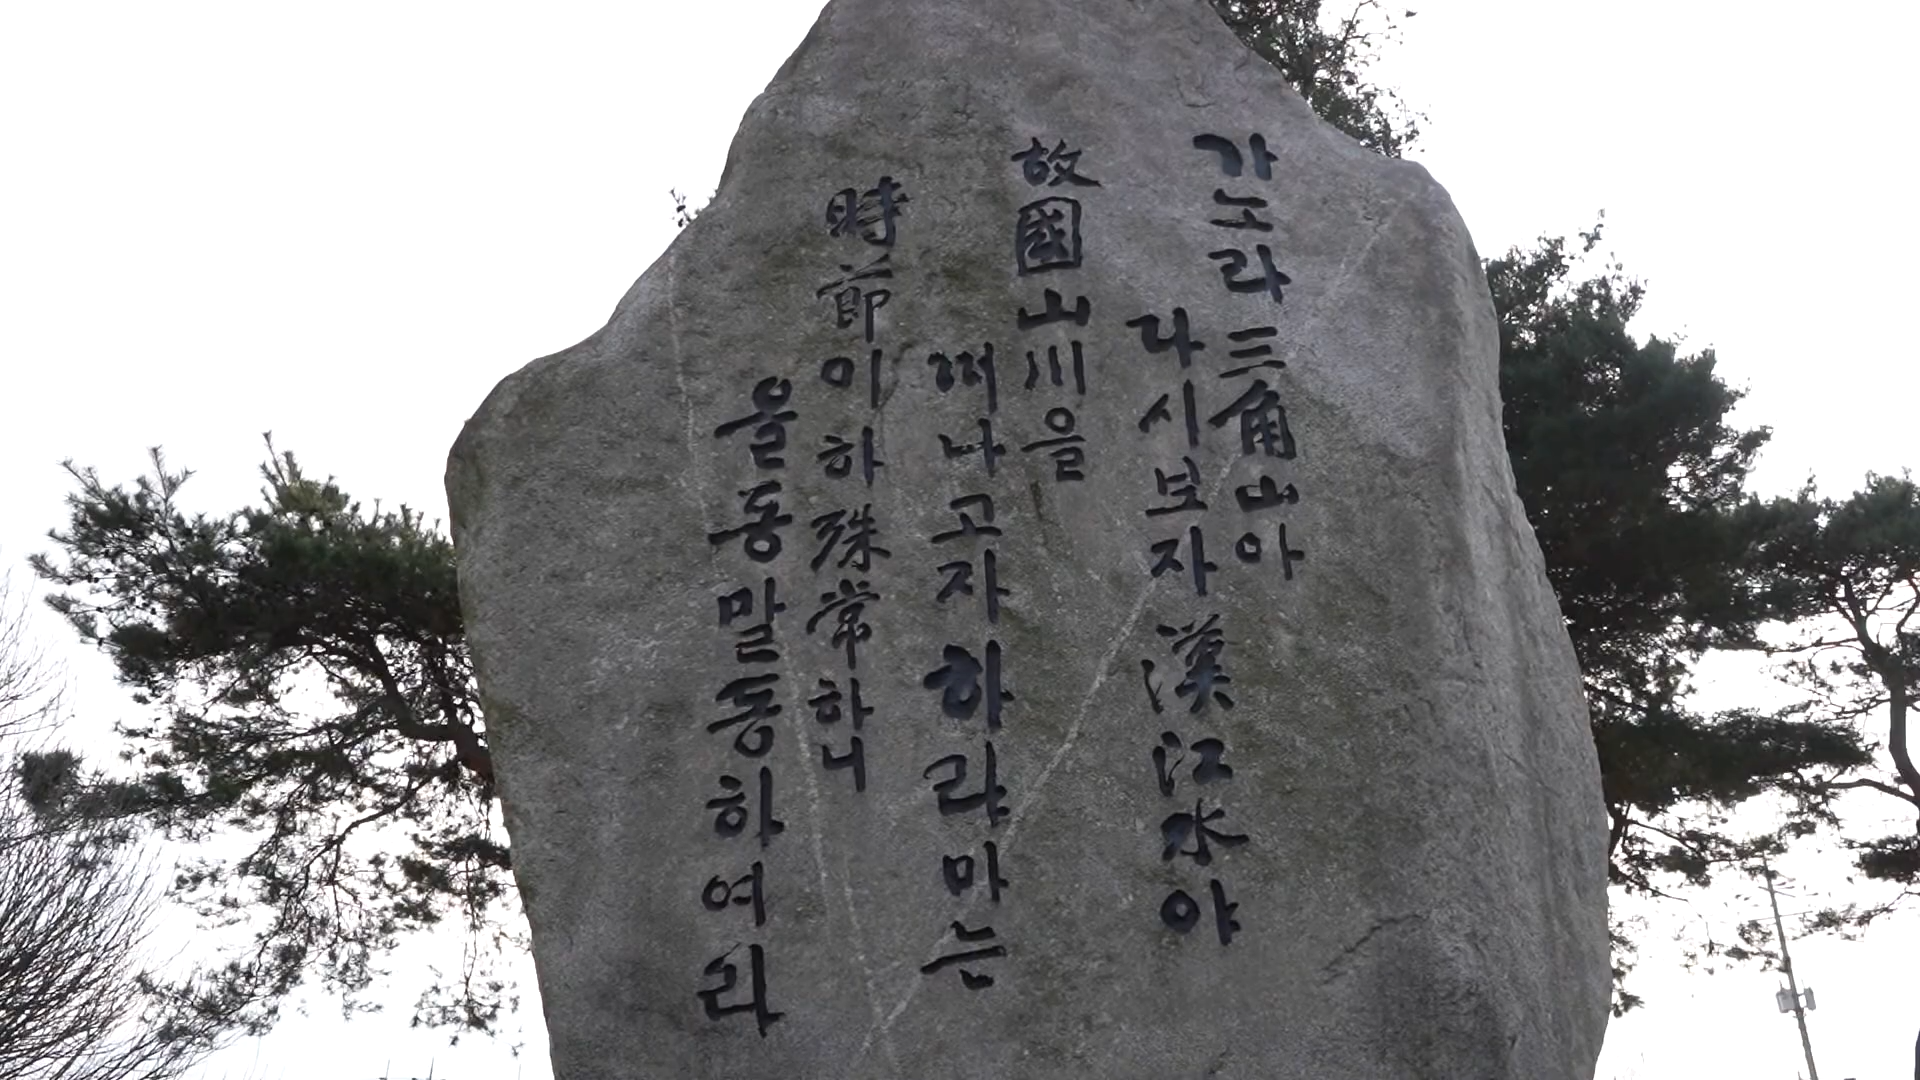 가노라 三角山아
다시보자 漢江水야
故國山川을
떠나고자 하랴마는
時節이 하 殊常하니
올동말동하여라